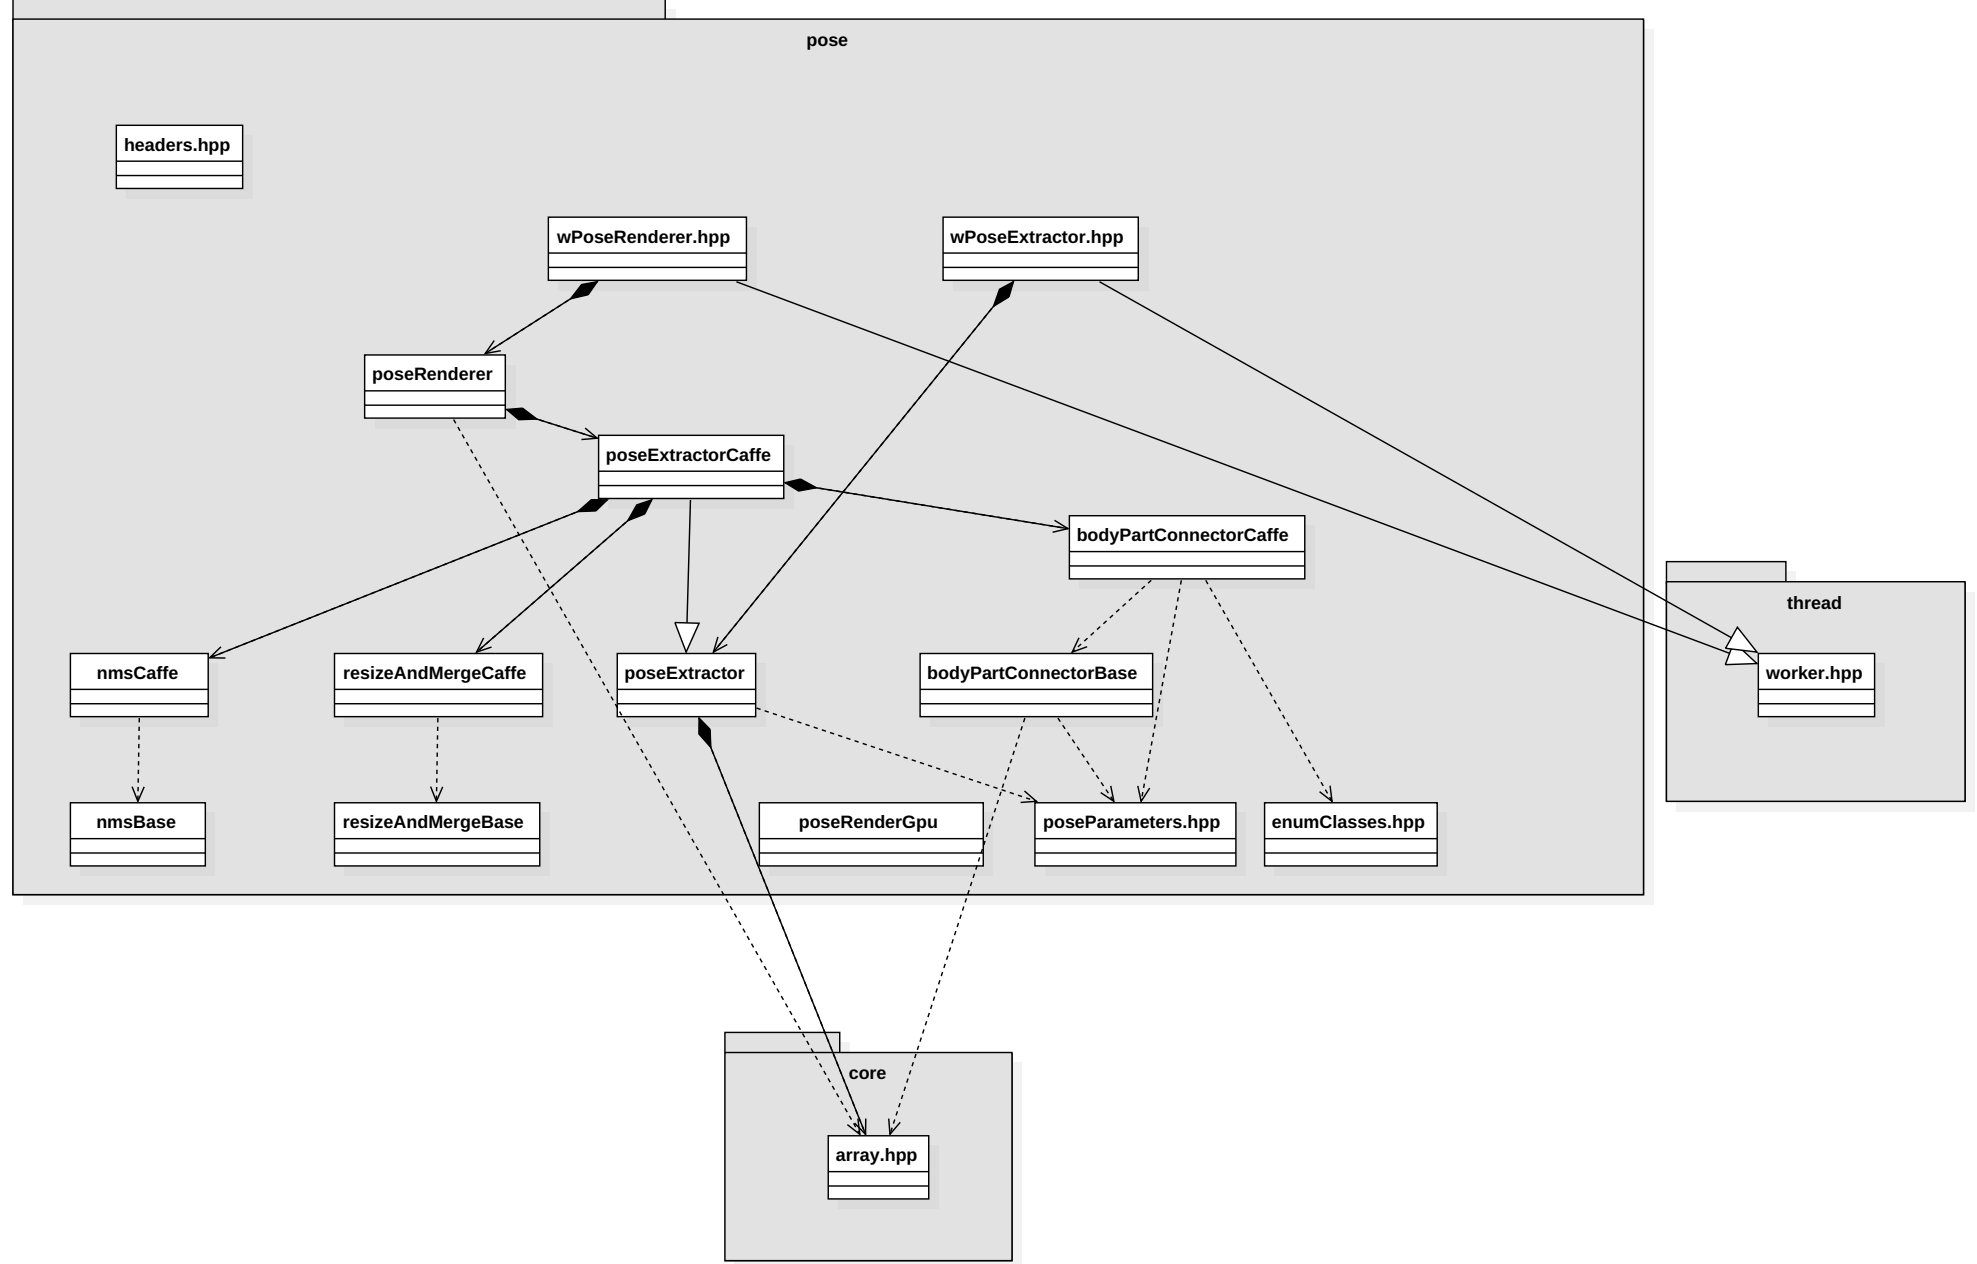 pose
headers.hpp
wPoseRenderer.hpp
wPoseExtractor.hpp
poseRenderer
poseExtractorCaffe
bodyPartConnectorCaffe
thread
nmsCaffe
resizeAndMergeCaffe
poseExtractor
bodyPartConnectorBase
worker.hpp
nmsBase
resizeAndMergeBase
poseRenderGpu
poseParameters.hpp
enumClasses.hpp
core
array.hpp